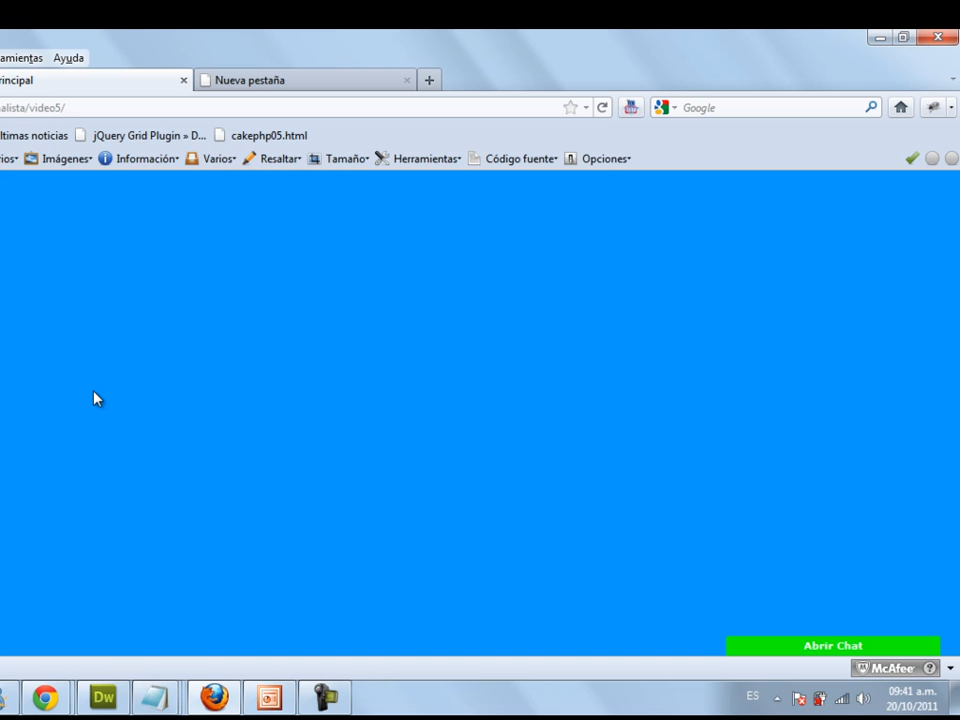 amientas Ayuda
rincipal Nueva pestaña
alista/video5/ Google
ltimas noticias jQuery Grid Plugin » D... cakephp05.html
ios Imágenes Información Varios Resaltar Tamaño Herramientas Código fuente Opciones
Abrir Chat
McAfee
Dw ES 09:41 a.m.
20/10/2011